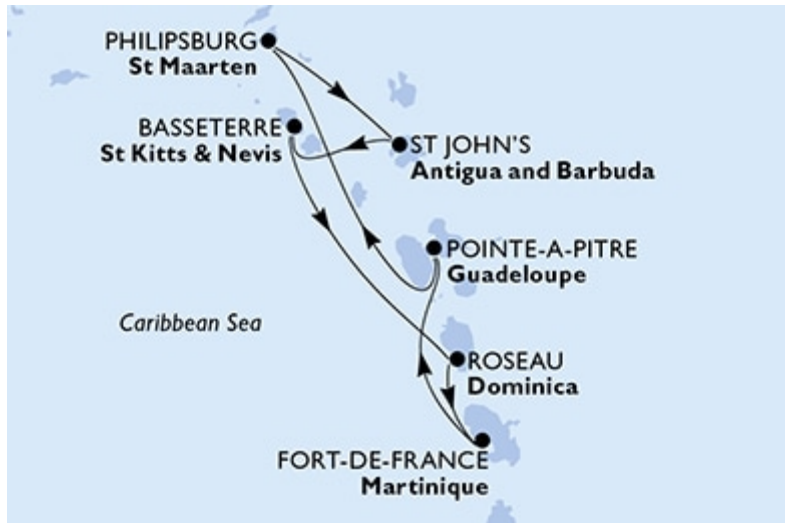 PHILIPSBURG
St Maarten
BASSETERRE
St Kitts & Nevis
ST JOHN'S
Antigua and Barbuda
POINTE-A-PITRE
Guadeloupe
Caribbean Sea
ROSEAU
Dominica
FORT-DE-FRANCE
Martinique